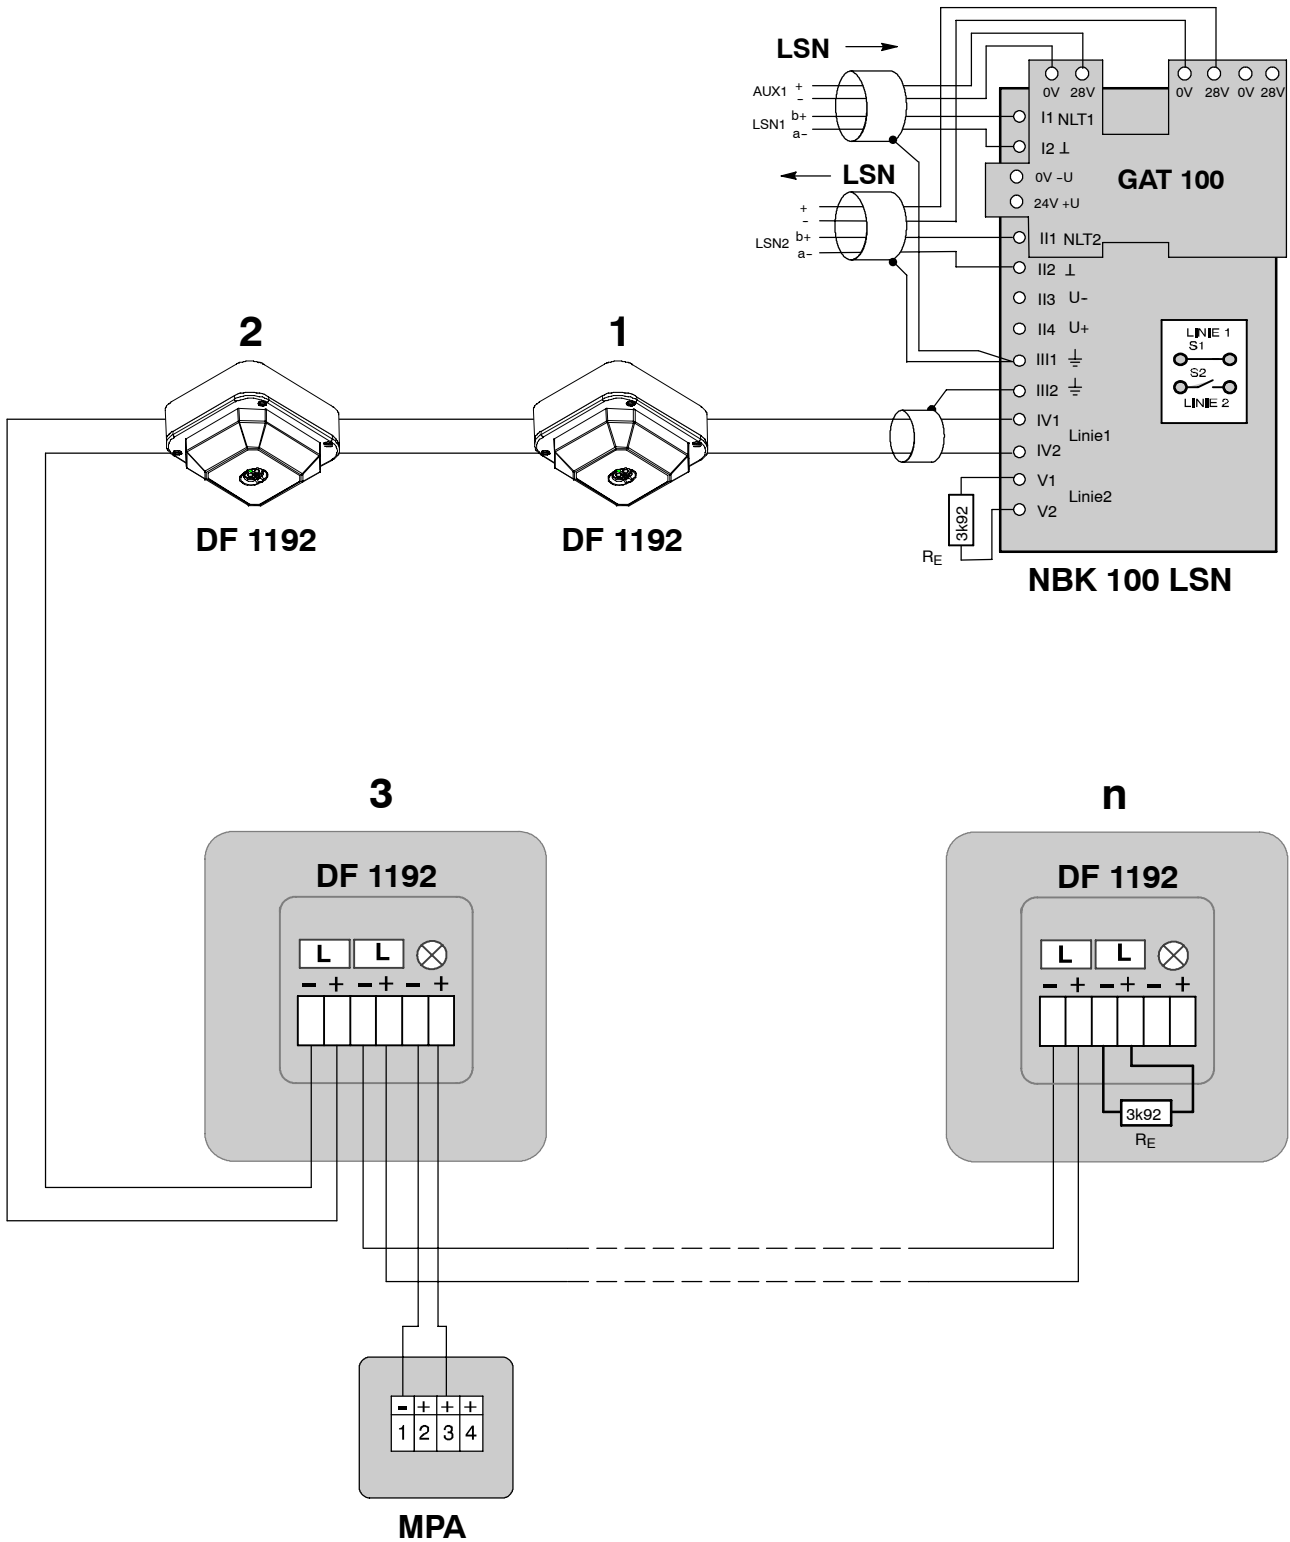 LSN
AUX1 + −
LSN1 b+ a−
LSN
+ −
LSN2 b+ a−
0V 28V
0V 28V 0V 28V
I1 NLT1
I2 ⊥
0V −U
24V +U
GAT 100
II1 NLT2
II2 ⊥
II3 U−
II4 U+
III1 ⏚
III2 ⏚
IV1
Linie1
IV2
V1
Linie2
V2
LINIE 1
S1
S2
LINIE 2
3k92
RE
NBK 100 LSN
2
1
DF 1192
DF 1192
3
n
DF 1192
L L
− + − + − +
DF 1192
L L
− + − + − +
3k92
RE
− + + +
1 2 3 4
MPA